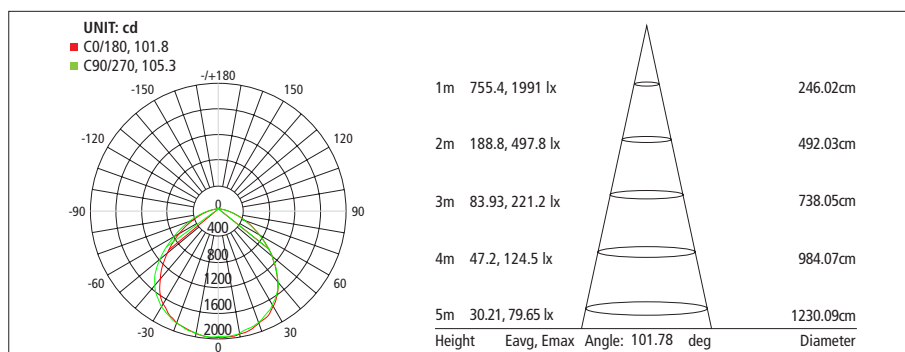 UNIT: cd
C0/180, 101.8
C90/270, 105.3
-/+180
-150
150
-120
120
-90
90
-60
60
-30
30
0
0
400
800
1200
1600
2000
1m 755.4, 1991 lx 246.02cm
2m 188.8, 497.8 lx 492.03cm
3m 83.93, 221.2 lx 738.05cm
4m 47.2, 124.5 lx 984.07cm
5m 30.21, 79.65 lx 1230.09cm
Height Eavg, Emax Angle: 101.78 deg Diameter